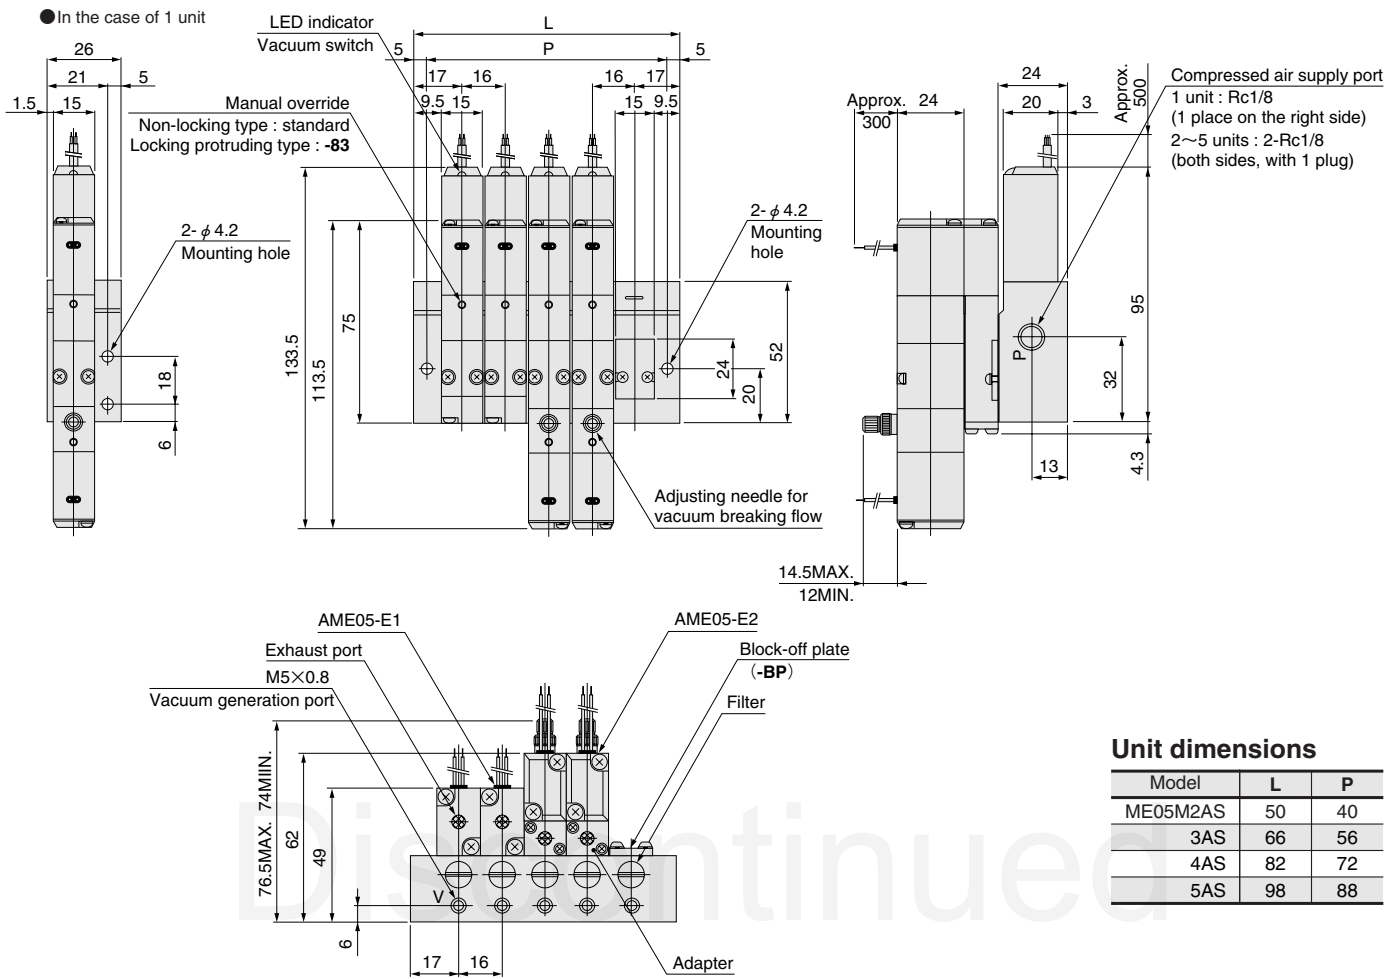 ●In the case of 1 unit
26
21
5
1.5
15
2-φ4.2
Mounting hole
18
6
LED indicator
Vacuum switch
Manual override
Non-locking type : standard
Locking protruding type : -83
L
P
5
5
17
16
16
17
9.5
15
15
9.5
133.5
113.5
75
24
20
52
2-φ4.2
Mounting
hole
Adjusting needle for
vacuum breaking flow
Approx.
300
24
24
20
3
Approx.
500
Compressed air supply port
1 unit : Rc1/8
(1 place on the right side)
2～5 units : 2-Rc1/8
(both sides, with 1 plug)
P
95
32
4.3
13
14.5MAX.
12MIN.
AME05-E1
Exhaust port
M5×0.8
Vacuum generation port
AME05-E2
Block-off plate
(-BP)
Filter
76.5MAX. 74MIIN.
62
49
6
V
17
16
Adapter
Discontinued
Unit dimensions
Model L P
ME05M2AS 50 40
3AS 66 56
4AS 82 72
5AS 98 88